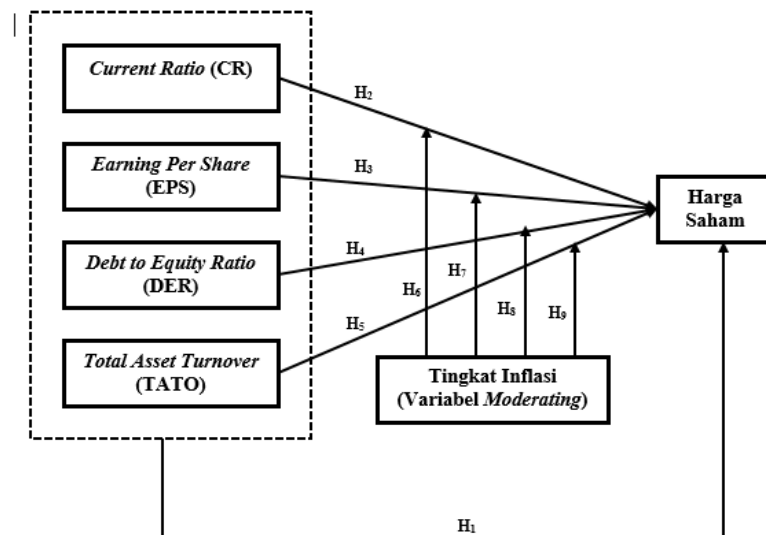 Current Ratio (CR)
H₂
Earning Per Share
(EPS)
H₃
Harga
Saham
Debt to Equity Ratio
(DER)
H₄
H₇
H₆
H₈
H₉
H₅
Total Asset Turnover
(TATO)
Tingkat Inflasi
(Variabel Moderating)
H₁